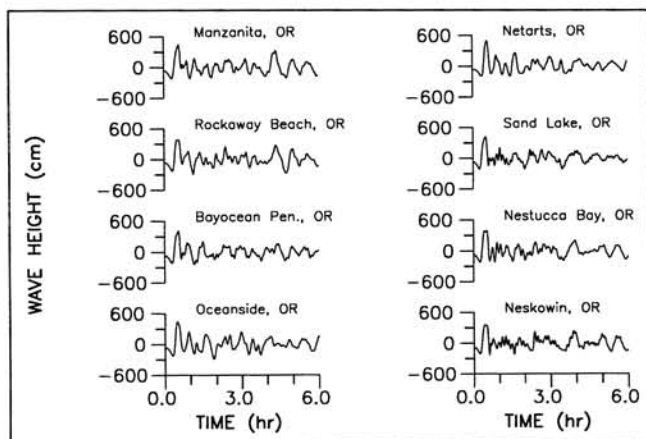 WAVE HEIGHT (cm)
Manzanita, OR
600
0
−600
Rockaway Beach, OR
600
0
−600
Bayocean Pen., OR
600
0
−600
Oceanside, OR
600
0
−600
0.0 3.0 6.0
TIME (hr)
Netarts, OR
600
0
−600
Sand Lake, OR
600
0
−600
Nestucca Bay, OR
600
0
−600
Neskowin, OR
600
0
−600
0.0 3.0 6.0
TIME (hr)